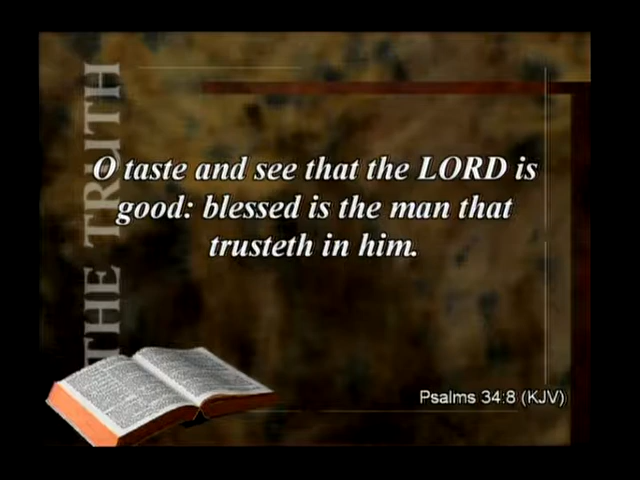 THE TRUTH
O taste and see that the LORD is
good: blessed is the man that
trusteth in him.
Psalms 34:8 (KJV)